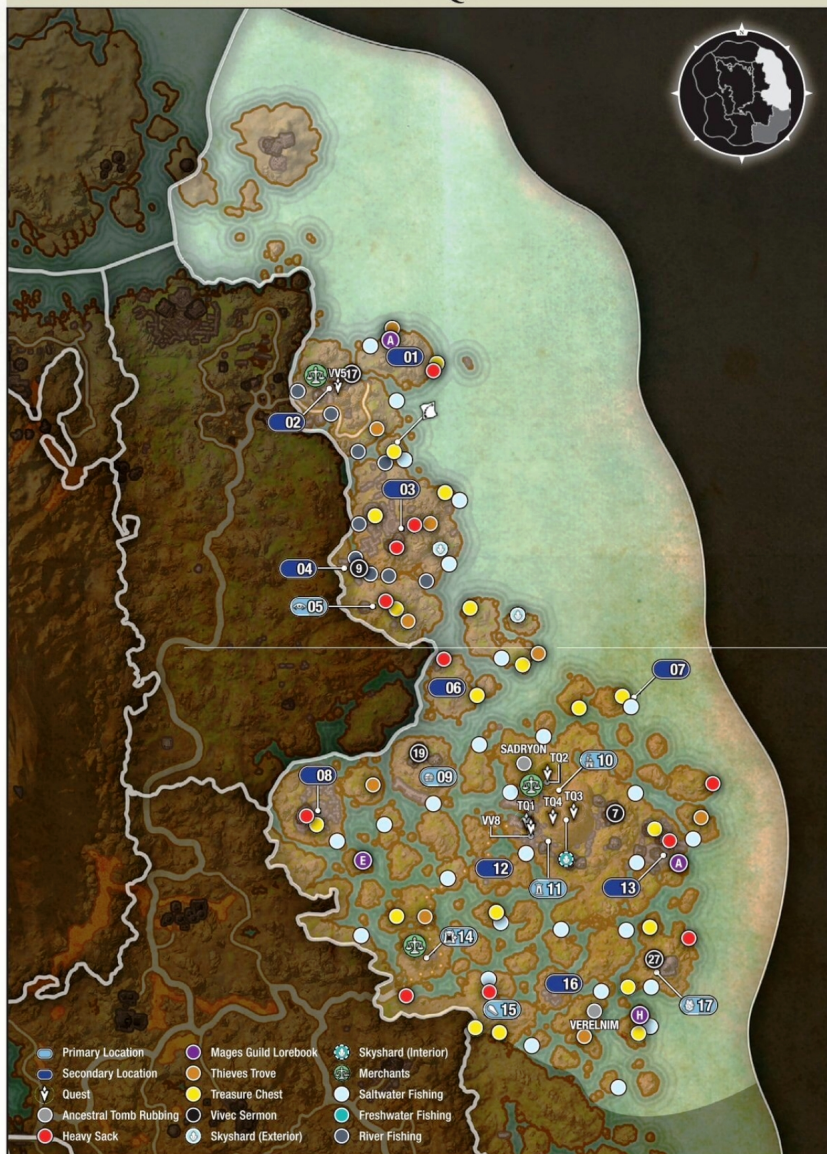 N
A
01
VV5 17
02
03
04
9
05
06
07
19
SADRYON
TQ2
10
09
08
TQ1
TQ4
TQ3
7
VV8
E
12
11
13
A
14
27
16
17
15
H
VERELNIM
Primary Location
Secondary Location
Quest
Ancestral Tomb Rubbing
Heavy Sack
Mages Guild Lorebook
Thieves Trove
Treasure Chest
Vivec Sermon
Skyshard (Exterior)
Skyshard (Interior)
Merchants
Saltwater Fishing
Freshwater Fishing
River Fishing